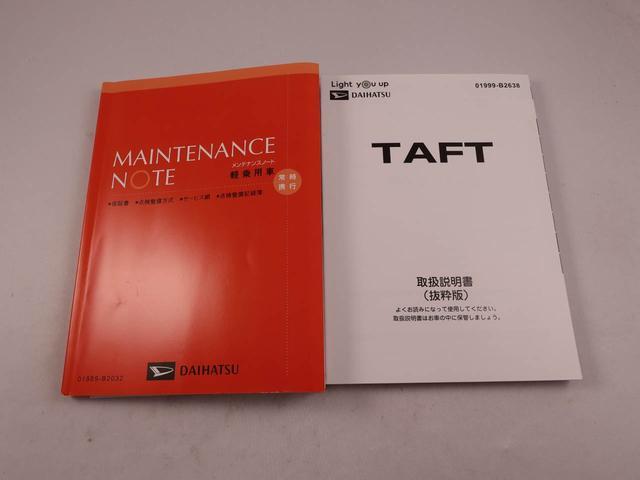 MAINTENANCE
NOTE
メンテナンスノート
軽乗用車
常時
携行
●保証書 ●点検整備方式 ●サービス網 ●点検整備記録簿
DAIHATSU
01999-B2032
Light you up
DAIHATSU
01999-B2638
TAFT
取扱説明書
（抜粋版）
よくお読みになって使用してください。
取扱説明書はお車の中に保管しましょう。